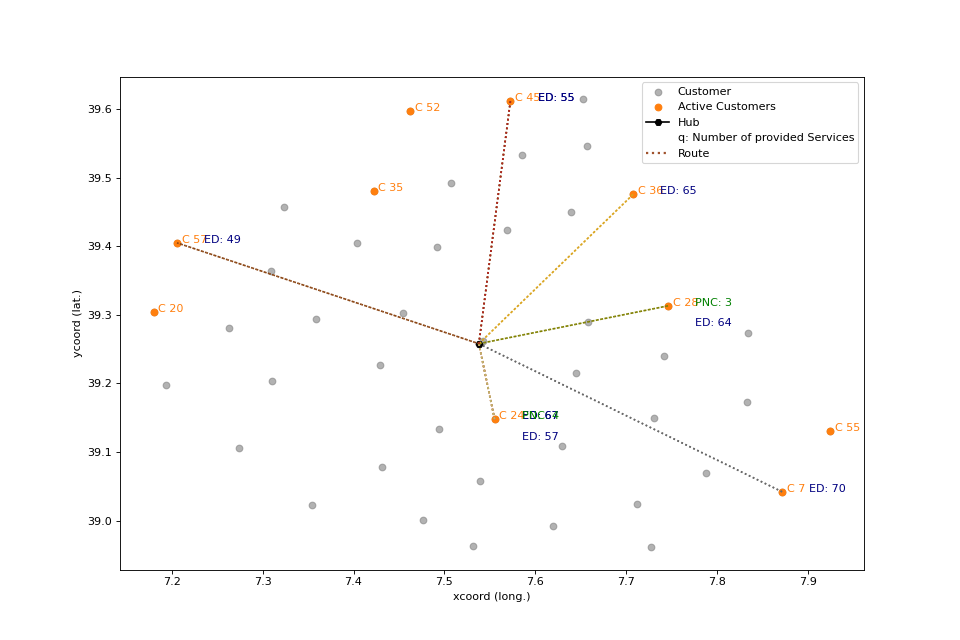 Customer
Active Customers
Hub
q: Number of provided Services
Route
39.6
39.5
39.4
39.3
39.2
39.1
39.0
ycoord (lat.)
C 52
C 45
ED: 55
C 35
C 36
ED: 65
C 57
ED: 49
C 20
C 28
PNC: 3
ED: 64
C 24
ED: 57
C 55
C 7
ED: 70
7.2
7.3
7.4
7.5
7.6
7.7
7.8
7.9
xcoord (long.)